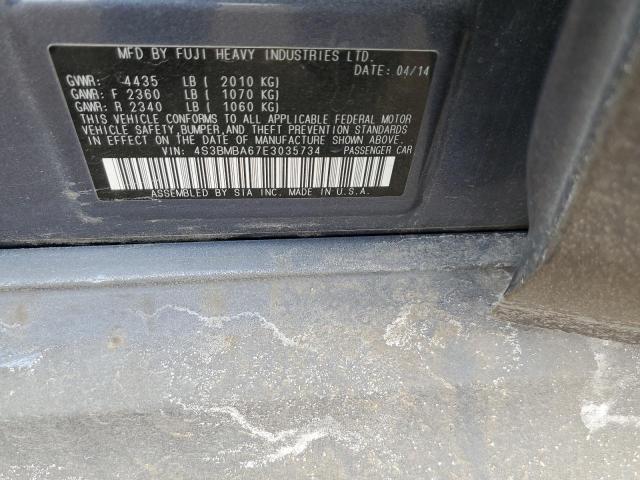 MFD BY FUJI HEAVY INDUSTRIES LTD.
DATE: 04/14
GVWR: 4435 LB ( 2010 KG)
GAWR: F 2360 LB ( 1070 KG)
GAWR: R 2340 LB ( 1060 KG)
THIS VEHICLE CONFORMS TO ALL APPLICABLE FEDERAL MOTOR
VEHICLE SAFETY, BUMPER, AND THEFT PREVENTION STANDARDS
IN EFFECT ON THE DATE OF MANUFACTURE SHOWN ABOVE.
VIN: 4S3BMBA67E3035734 PASSENGER CAR
ASSEMBLED BY SIA INC. MADE IN U.S.A.